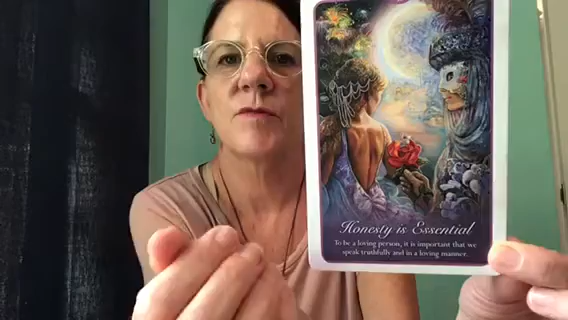 Honesty is Essential
To be a loving person, it is important that we
speak truthfully and in a loving manner.